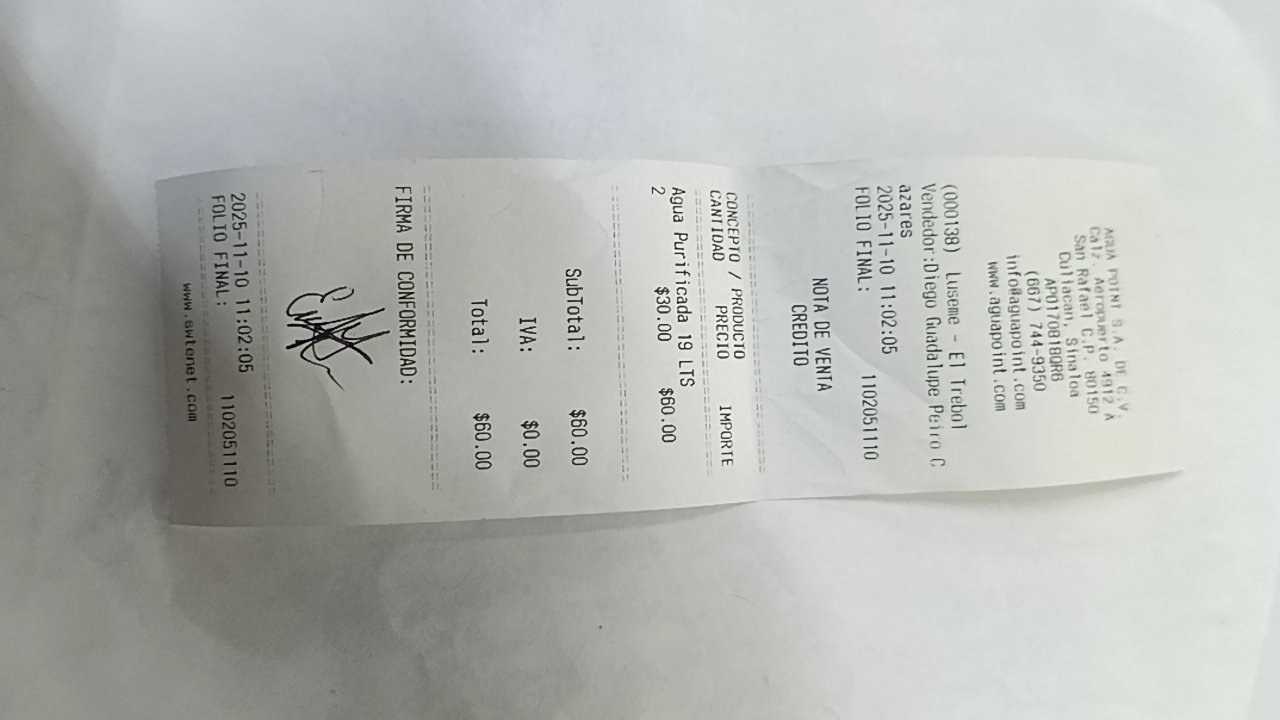 AGUA POINT S.A. DE C.V.
Calz. Aeropuerto 4912 A
San Rafael C.P. 80150
Culiacan, Sinaloa
APO170818QR6
(667) 744-9350
info@aguapoint.com
www.aguapoint.com
(000138) Luseme - El Trebol
Vendedor:Diego Guadalupe Peiro C
azares
2025-11-10 11:02:05
FOLIO FINAL: 1102051110
NOTA DE VENTA
CREDITO
CONCEPTO / PRODUCTO
CANTIDAD PRECIO IMPORTE
Agua Purificada 19 LTS
2 $30.00 $60.00
SubTotal: $60.00
IVA: $0.00
Total: $60.00
FIRMA DE CONFORMIDAD:
2025-11-10 11:02:05
FOLIO FINAL: 1102051110
www.6wtenet.com